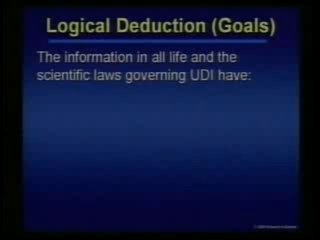 Logical Deduction (Goals)
The information in all life and the
scientific laws governing UDI have: